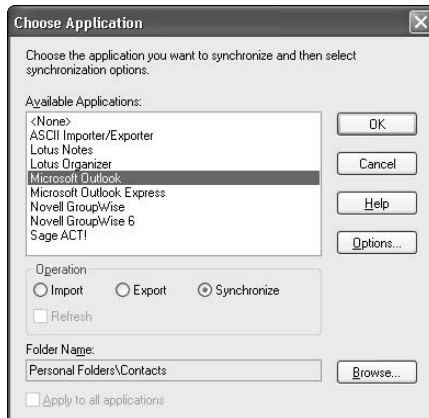 Choose Application
Choose the application you want to synchronize and then select
synchronization options.
Available Applications:
<None>
ASCII Importer/Exporter
Lotus Notes
Lotus Organizer
Microsoft Outlook
Microsoft Outlook Express
Novell GroupWise
Novell GroupWise 6
Sage ACT!
OK
Cancel
Help
Options...
Operation
Import Export Synchronize
Refresh
Folder Name:
Personal Folders\Contacts
Browse...
Apply to all applications